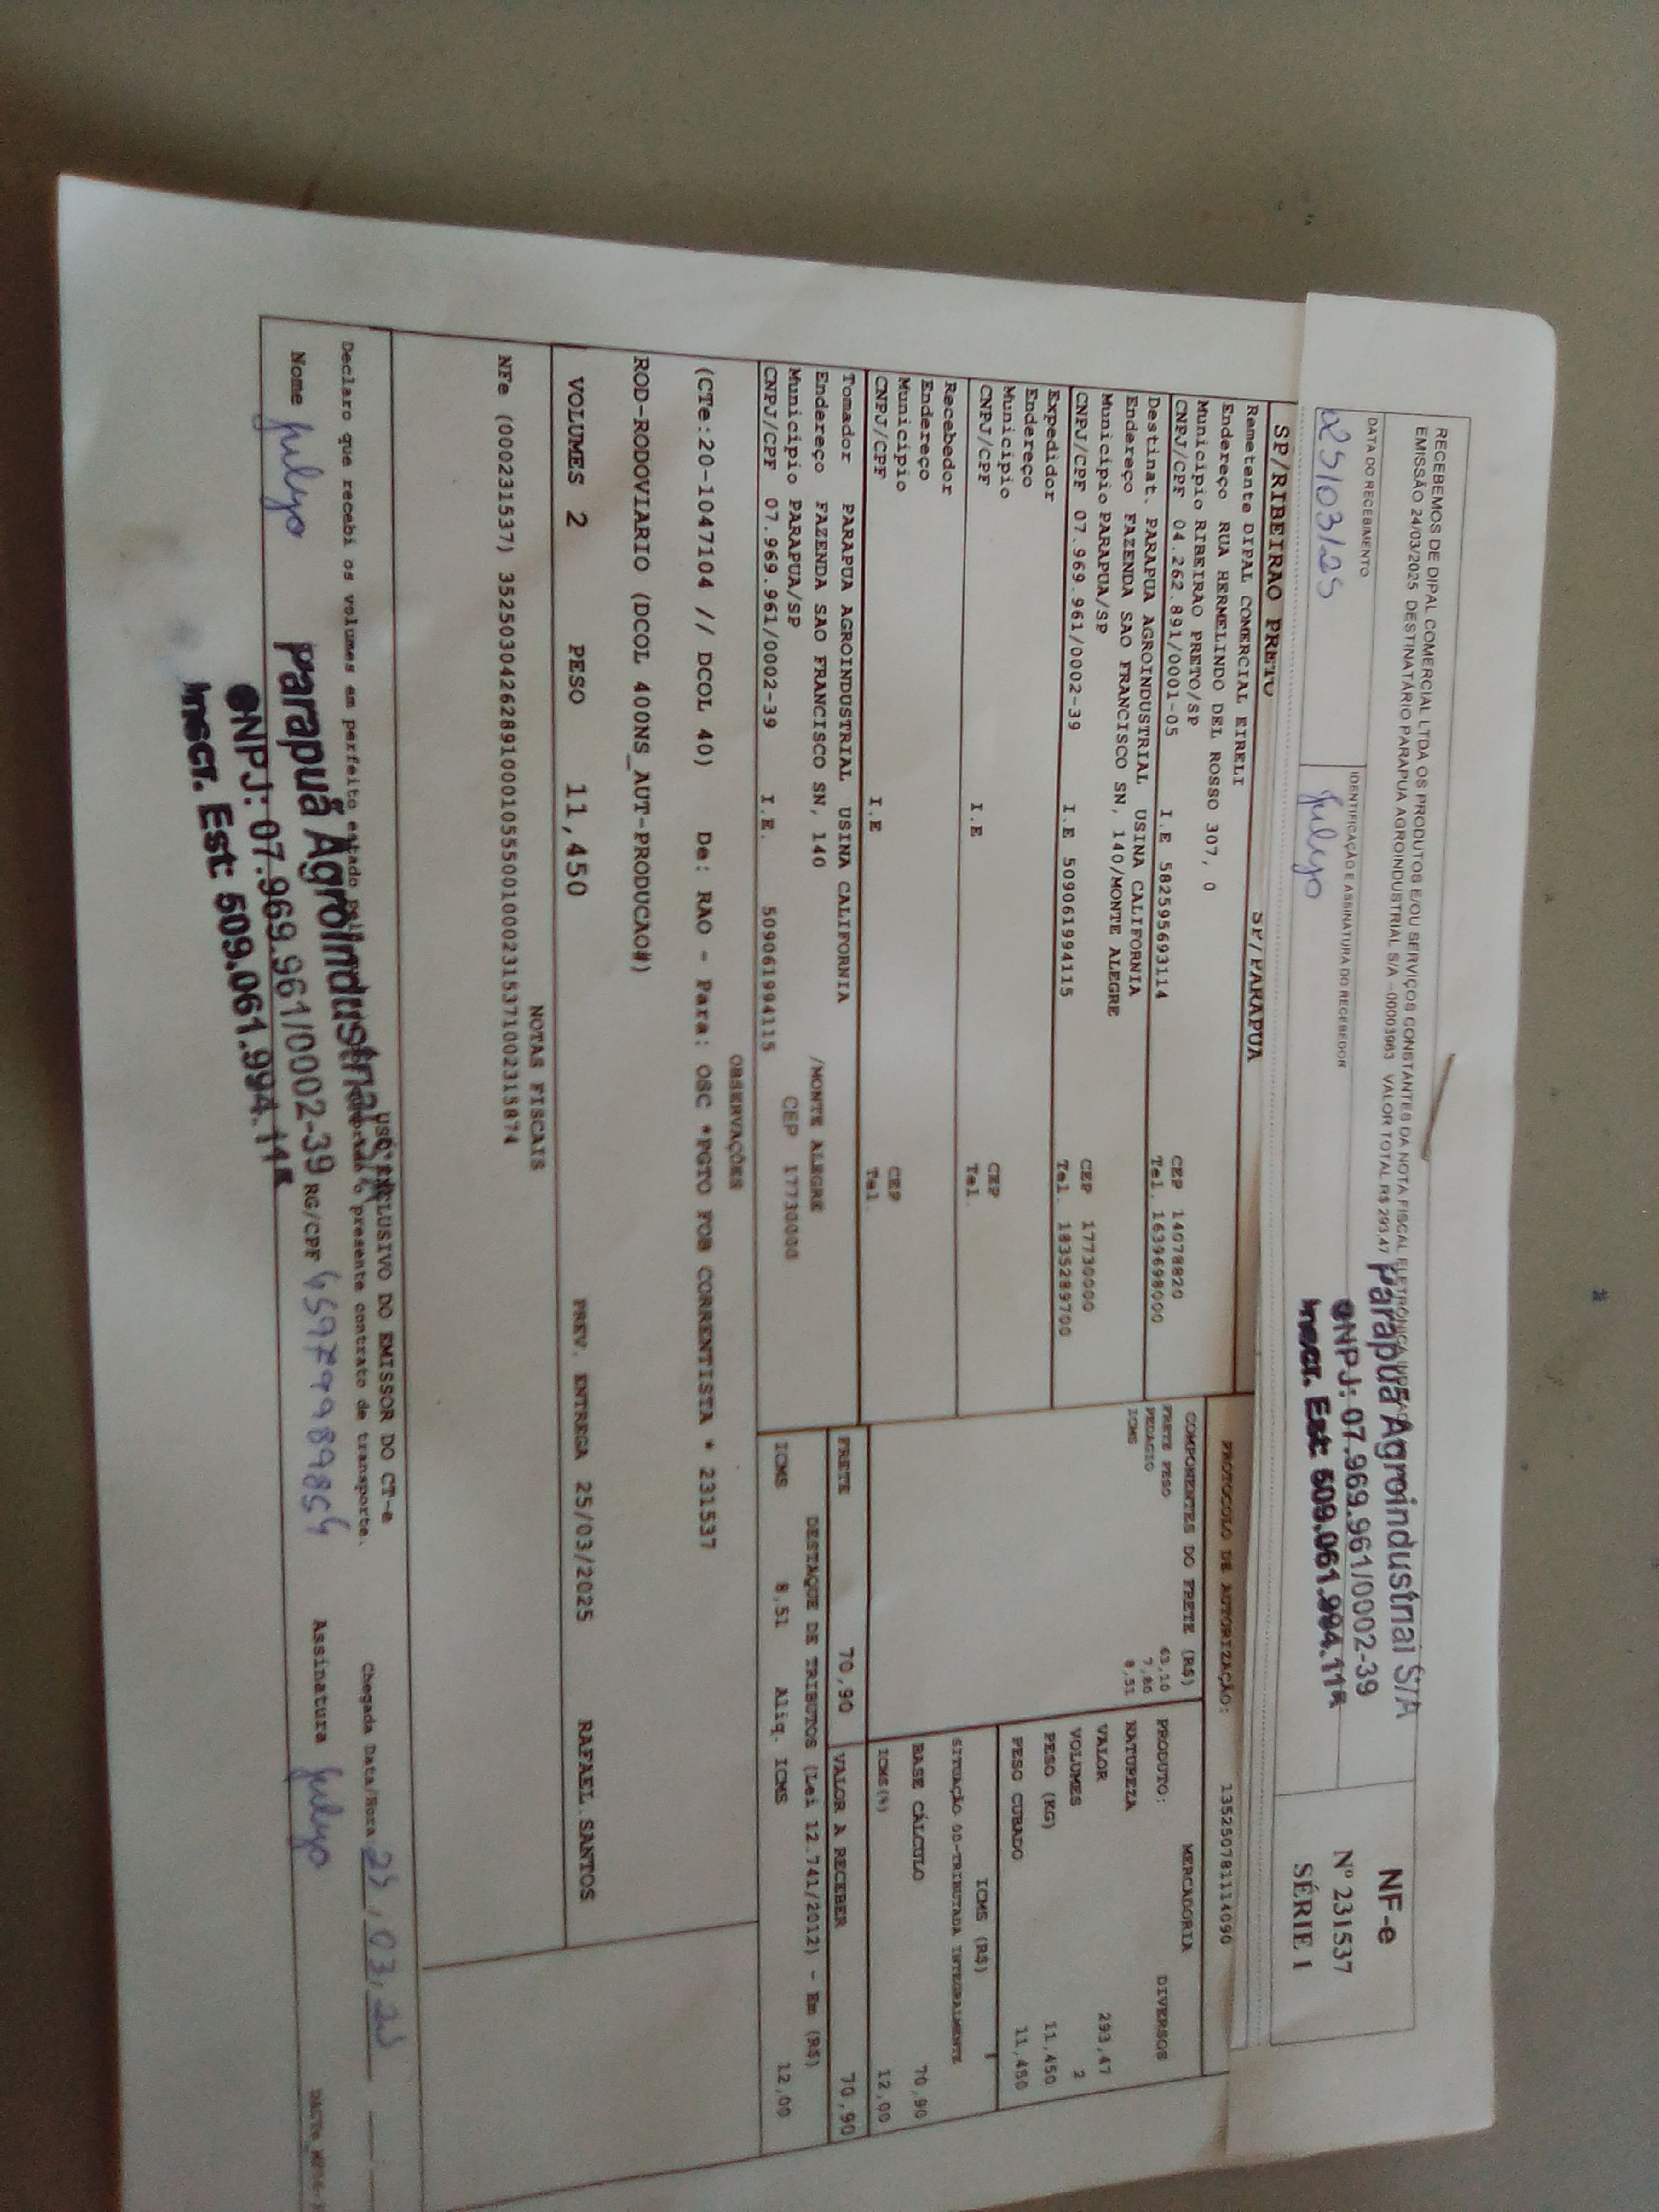 RECEBEMOS DE DIPAL COMERCIAL LTDA OS PRODUTOS E/OU SERVIÇOS CONSTANTES DA NOTA FISCAL ELETRÔNICA
EMISSÃO 24/03/2025 DESTINATÁRIO PARAPUA AGROINDUSTRIAL S/A - 00003963 VALOR TOTAL R$ 293,47
DATA DO RECEBIMENTO
IDENTIFICAÇÃO E ASSINATURA DO RECEBEDOR
25/03/25
Julyo
Parapuã Agroindustrial S/A
CNPJ: 07.969.961/0002-39
Inscr. Est: 509.061.994.11
NF-e
Nº 231537
SÉRIE 1
SP/RIBEIRAO PRETO
SP/PARAPUA
PROTOCOLO DE AUTORIZAÇÃO: 135250781114090
Remetente DIPAL COMERCIAL EIRELI
Endereço RUA HERMELINDO DEL ROSSO 307, 0
Municipio RIBEIRAO PRETO/SP CEP 14078820
CNPJ/CPF 04.262.891/0001-05 I.E 582595693114 Tel. 1639698000
Destinat. PARAPUA AGROINDUSTRIAL USINA CALIFORNIA
Endereço FAZENDA SAO FRANCISCO SN, 140/MONTE ALEGRE
Municipio PARAPUA/SP CEP 17730000
CNPJ/CPF 07.969.961/0002-39 I.E 509061994115 Tel. 1835289700
Expedidor
Endereço
Municipio CEP
CNPJ/CPF I.E Tel
Recebedor
Endereço
Municipio CEP
CNPJ/CPF I.E Tel
Tomador PARAPUA AGROINDUSTRIAL USINA CALIFORNIA
Endereço FAZENDA SAO FRANCISCO SN, 140 /MONTE ALEGRE
Municipio PARAPUA/SP CEP 17730000
CNPJ/CPF 07.969.961/0002-39 I.E. 509061994115
COMPONENTES DO FRETE (R$)
FRETE PESO 63,10
PEDAGIO 7,80
ICMS 8,51
MERCADORIA
PRODUTO: DIVERSOS
NATUREZA
VALOR 293,47
VOLUMES 2
PESO (KG) 11,450
PESO CUBADO 11,450
ICMS (R$)
SITUAÇÃO 00-TRIBUTADA INTEGRALMENTE
BASE CÁLCULO 70,90
ICMS(%) 12,00
FRETE 70,90 VALOR A RECEBER 70,90
DESTAQUE DE TRIBUTOS (Lei 12.741/2012) - Em (R$)
ICMS 8,51 Aliq. ICMS 12,00
OBSERVAÇÕES
(CTe:20-1047104 // DCOL 40) De: RAO - Para: OSC *PGTO FOB CORRENTISTA * 231537
ROD-RODOVIARIO (DCOL 400NS_AUT-PRODUCAO#)
VOLUMES 2 PESO 11,450 PREV. ENTREGA 25/03/2025 RAFAEL.SANTOS
NOTAS FISCAIS
NFe (000231537) 35250304262891000105550010002315371002315874
USO EXCLUSIVO DO EMISSOR DO CT-e
Declaro que recebi os volumes em perfeito estado presente contrato de transporte.
Chegada Data/Hora 25/03/25
Nome Julyo
RG/CPF
Assinatura Julyo
Parapuã Agroindustrial S/A
CNPJ: 07.969.961/0002-39
Inscr. Est: 509.061.994.11